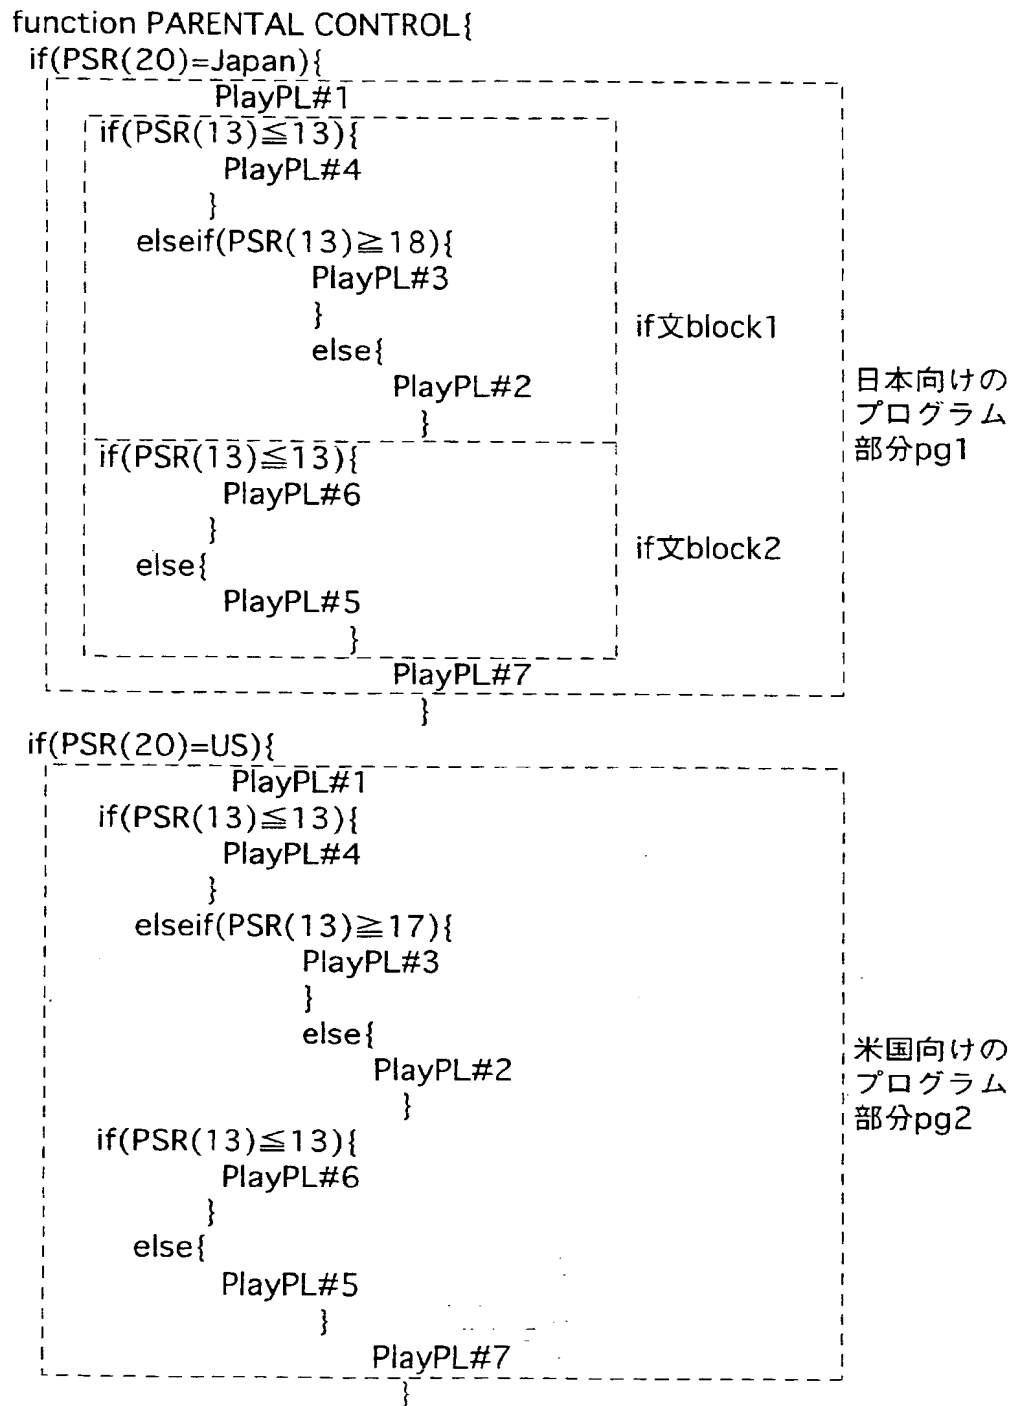 function PARENTAL CONTROL{
if(PSR(20)=Japan){
PlayPL#1
if(PSR(13)≦13){
PlayPL#4
}
elseif(PSR(13)≧18){
PlayPL#3
}
else{
PlayPL#2
}
if文block1
if(PSR(13)≦13){
PlayPL#6
}
else{
PlayPL#5
}
if文block2
PlayPL#7
}
日本向けの
プログラム
部分pg1
if(PSR(20)=US){
PlayPL#1
if(PSR(13)≦13){
PlayPL#4
}
elseif(PSR(13)≧17){
PlayPL#3
}
else{
PlayPL#2
}
if(PSR(13)≦13){
PlayPL#6
}
else{
PlayPL#5
}
PlayPL#7
}
米国向けの
プログラム
部分pg2